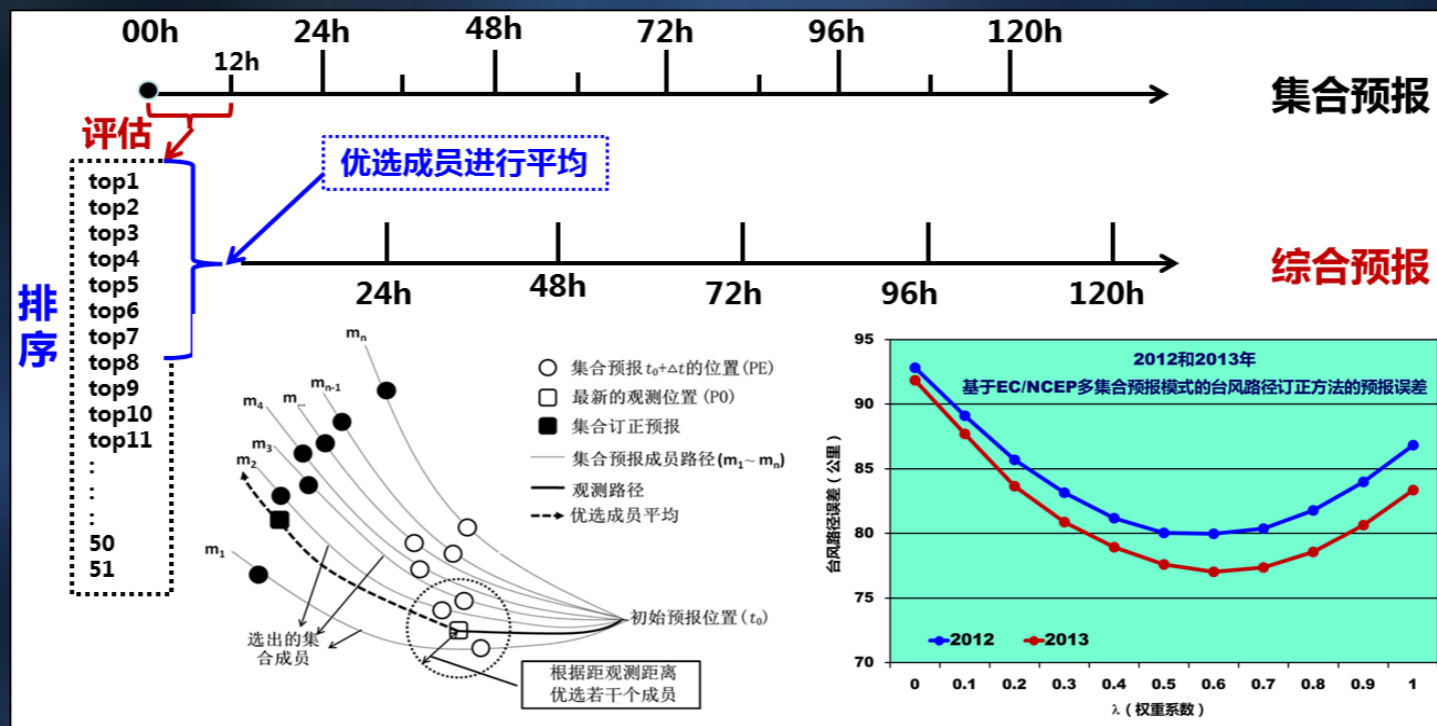 00h 24h 48h 72h 96h 120h
12h
集合预报
评估
优选成员进行平均
top1
top2
top3
top4
top5
top6
top7
top8
top9
top10
top11
:
:
:
:
50
51
排序
综合预报
24h 48h 72h 96h 120h
mₙ
mₙ₋₁
m...
m₄
m₃
m₂
m₁
集合预报t₀+Δt的位置(PE)
最新的观测位置(PO)
集合订正预报
集合预报成员路径(m₁~mₙ)
观测路径
优选成员平均
初始预报位置(t₀)
选出的集
合成员
根据距观测距离
优选若干个成员
2012和2013年
基于EC/NCEP多集合预报模式的台风路径订正方法的预报误差
台风路径误差（公里）
95
90
85
80
75
70
2012 2013
0 0.1 0.2 0.3 0.4 0.5 0.6 0.7 0.8 0.9 1
λ（权重系数）